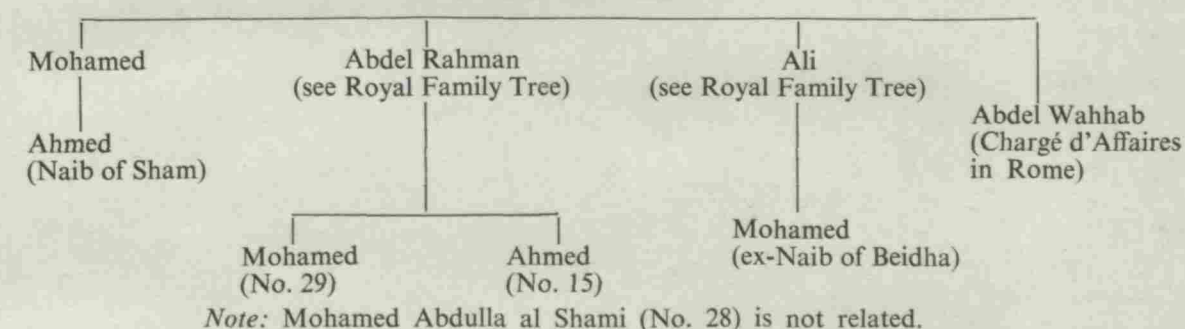 Mohamed
Ahmed
(Naib of Sham)
Abdel Rahman
(see Royal Family Tree)
Mohamed
(No. 29)
Ahmed
(No. 15)
Ali
(see Royal Family Tree)
Mohamed
(ex-Naib of Beidha)
Abdel Wahhab
(Chargé d'Affaires
in Rome)
Note: Mohamed Abdulla al Shami (No. 28) is not related.